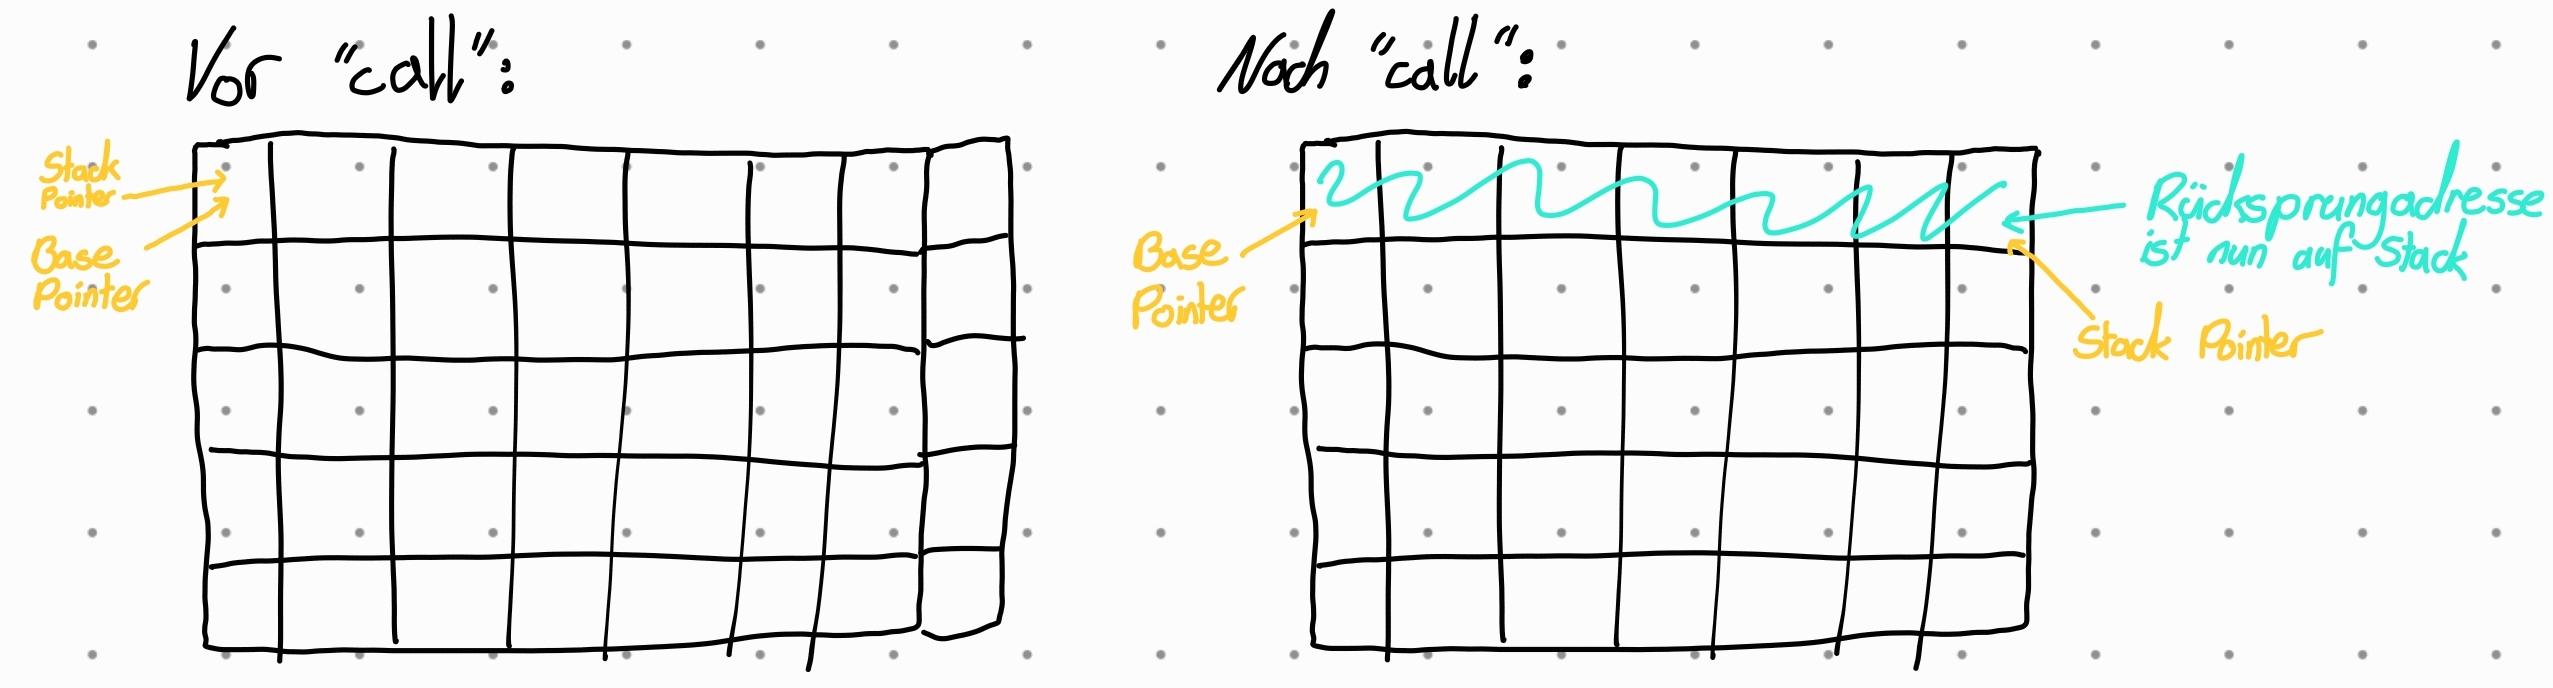 Vor "call":
Stack
Pointer
Base
Pointer
Nach "call":
Base
Pointer
Rücksprungadresse
ist nun auf Stack
Stack Pointer